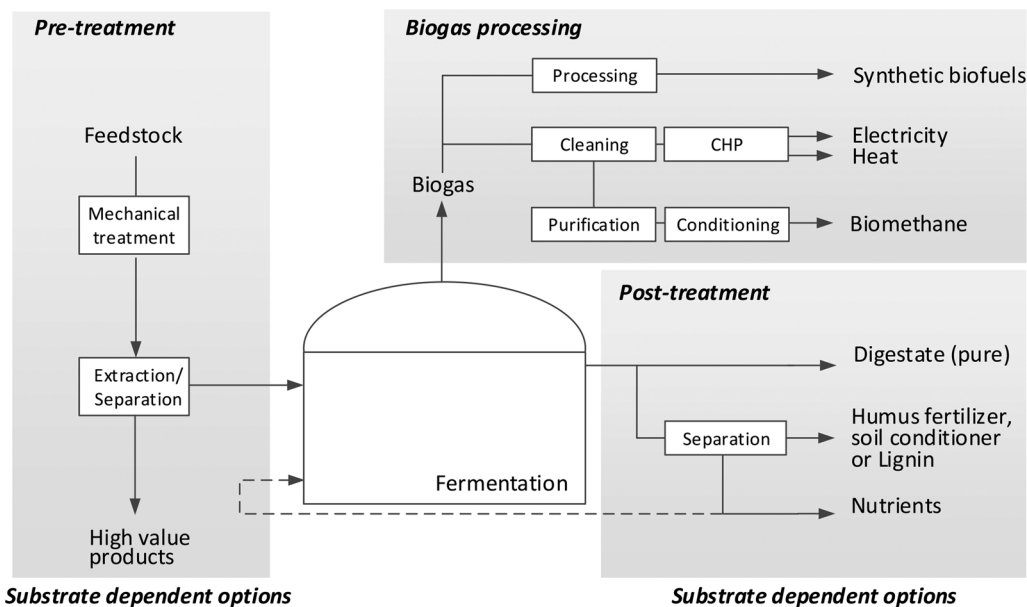 Pre-treatment
Feedstock
Mechanical
treatment
Extraction/
Separation
High value
products
Substrate dependent options
Biogas processing
Processing
Synthetic biofuels
Cleaning
CHP
Electricity
Heat
Biogas
Purification
Conditioning
Biomethane
Fermentation
Post-treatment
Digestate (pure)
Separation
Humus fertilizer,
soil conditioner
or Lignin
Nutrients
Substrate dependent options